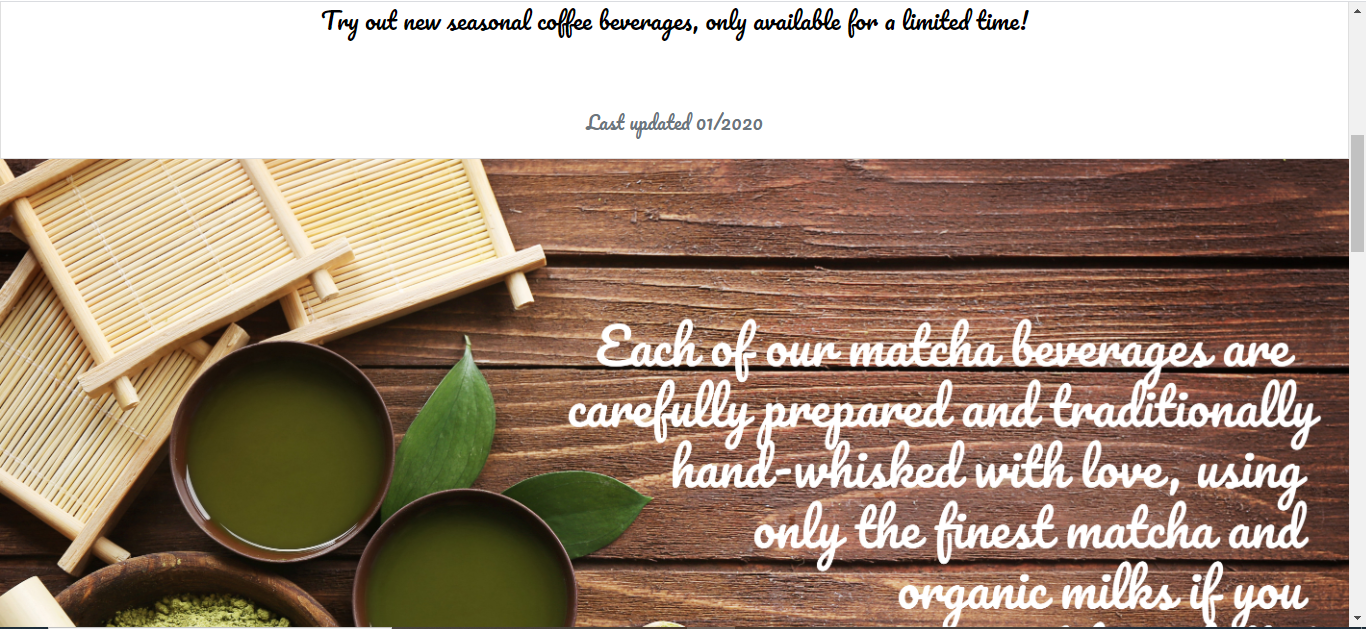 Try out new seasonal coffee beverages, only available for a limited time!
Last updated 01/2020
Each of our matcha beverages are
carefully prepared and traditionally
hand-whisked with love, using
only the finest matcha and
organic milks if you